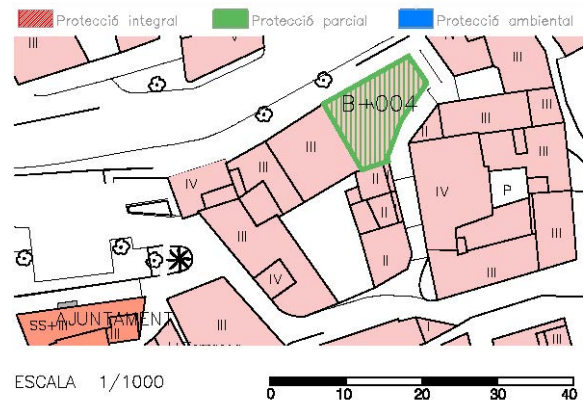 Protecció integral Protecció parcial Protecció ambiental
III
V
IV
III
III
B+004
III
III
II
III
III
III
IV
III
IV
II
P
II
III
III
IV
II
III
SS+III
AJUNTAMENT
III
III
I
III
ESCALA 1/1000
0 10 20 30 40